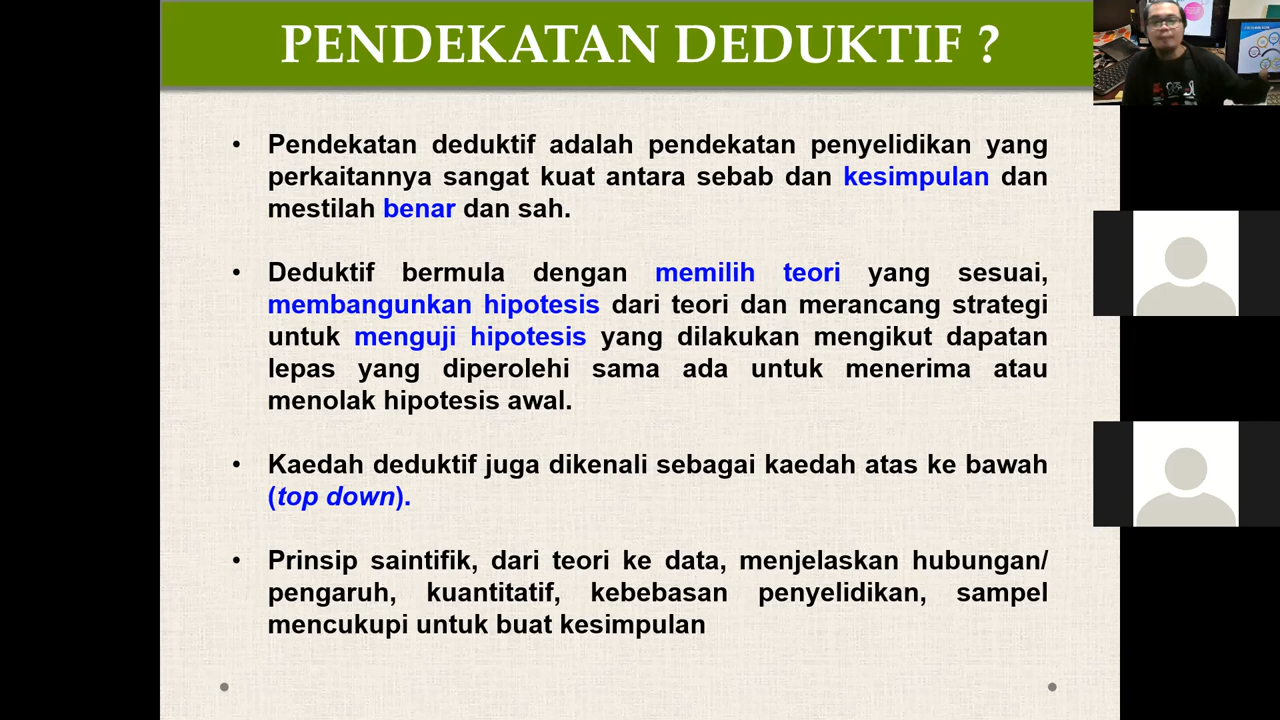 PENDEKATAN DEDUKTIF ?
• Pendekatan deduktif adalah pendekatan penyelidikan yang
perkaitannya sangat kuat antara sebab dan kesimpulan dan
mestilah benar dan sah.
• Deduktif bermula dengan memilih teori yang sesuai,
membangunkan hipotesis dari teori dan merancang strategi
untuk menguji hipotesis yang dilakukan mengikut dapatan
lepas yang diperolehi sama ada untuk menerima atau
menolak hipotesis awal.
• Kaedah deduktif juga dikenali sebagai kaedah atas ke bawah
(top down).
• Prinsip saintifik, dari teori ke data, menjelaskan hubungan/
pengaruh, kuantitatif, kebebasan penyelidikan, sampel
mencukupi untuk buat kesimpulan